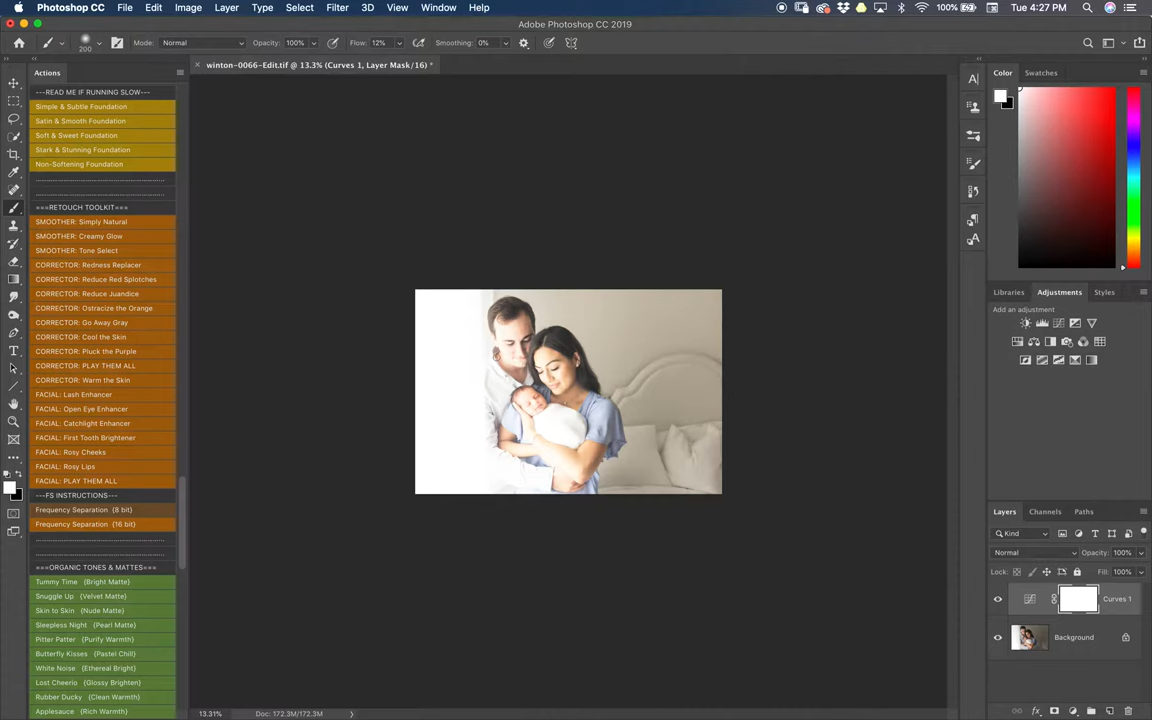 Photoshop CC File Edit Image Layer Type Select Filter 3D View Window Help 100% Tue 4:27 PM
Adobe Photoshop CC 2019
200 Mode: Normal Opacity: 100% Flow: 12% Smoothing: 0%
Actions
winton-0066-Edit.tif @ 13.3% (Curves 1, Layer Mask/16) *
---READ ME IF RUNNING SLOW---
Simple & Subtle Foundation
Satin & Smooth Foundation
Soft & Sweet Foundation
Stark & Stunning Foundation
Non-Softening Foundation
===RETOUCH TOOLKIT===
SMOOTHER: Simply Natural
SMOOTHER: Creamy Glow
SMOOTHER: Tone Select
CORRECTOR: Redness Replacer
CORRECTOR: Reduce Red Splotches
CORRECTOR: Reduce Juandice
CORRECTOR: Ostracize the Orange
CORRECTOR: Go Away Gray
CORRECTOR: Cool the Skin
CORRECTOR: Pluck the Purple
CORRECTOR: PLAY THEM ALL
CORRECTOR: Warm the Skin
FACIAL: Lash Enhancer
FACIAL: Open Eye Enhancer
FACIAL: Catchlight Enhancer
FACIAL: First Tooth Brightener
FACIAL: Rosy Cheeks
FACIAL: Rosy Lips
FACIAL: PLAY THEM ALL
---FS INSTRUCTIONS---
Frequency Separation {8 bit}
Frequency Separation {16 bit}
===ORGANIC TONES & MATTES===
Tummy Time {Bright Matte}
Snuggle Up {Velvet Matte}
Skin to Skin {Nude Matte}
Sleepless Night {Pearl Matte}
Pitter Patter {Purify Warmth}
Butterfly Kisses {Pastel Chill}
White Noise {Ethereal Bright}
Lost Cheerio {Glossy Brighten}
Rubber Ducky {Clean Warmth}
Applesauce {Rich Warmth}
13.31% Doc: 172.3M/172.3M
Color Swatches
Libraries Adjustments Styles
Add an adjustment
Layers Channels Paths
Kind
Normal Opacity: 100%
Lock: Fill: 100%
Curves 1
Background